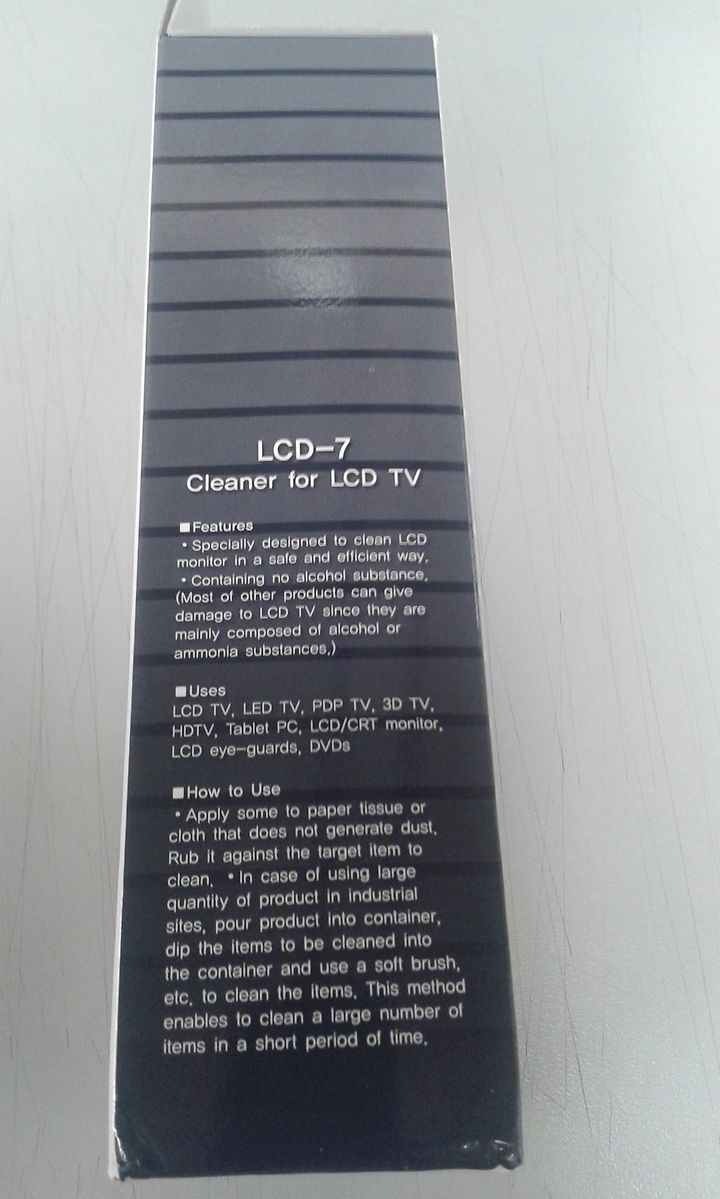 LCD-7
Cleaner for LCD TV
■Features
•Specially designed to clean LCD
monitor in a safe and efficient way.
•Containing no alcohol substance.
(Most of other products can give
damage to LCD TV since they are
mainly composed of alcohol or
ammonia substances.)
■Uses
LCD TV, LED TV, PDP TV, 3D TV,
HDTV, Tablet PC, LCD/CRT monitor,
LCD eye-guards, DVDs
■How to Use
•Apply some to paper tissue or
cloth that does not generate dust.
Rub it against the target item to
clean. •In case of using large
quantity of product in industrial
sites, pour product into container,
dip the items to be cleaned into
the container and use a soft brush,
etc. to clean the items. This method
enables to clean a large number of
items in a short period of time.